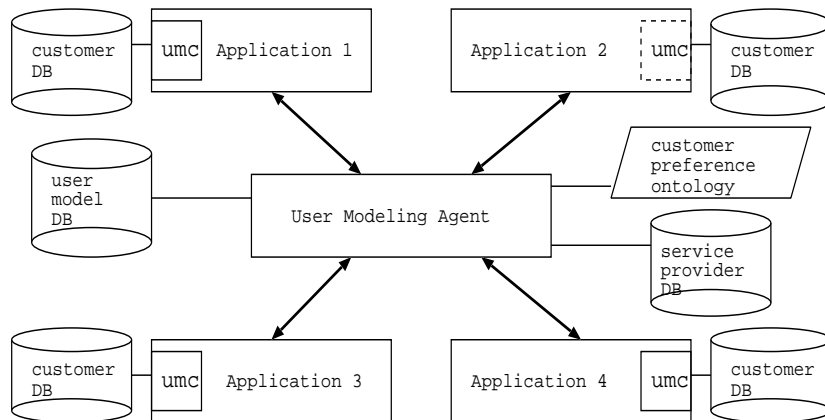 customer
DB
umc
Application 1
Application 2
umc
customer
DB
user
model
DB
User Modeling Agent
customer
preference
ontology
service
provider
DB
customer
DB
umc
Application 3
Application 4
umc
customer
DB